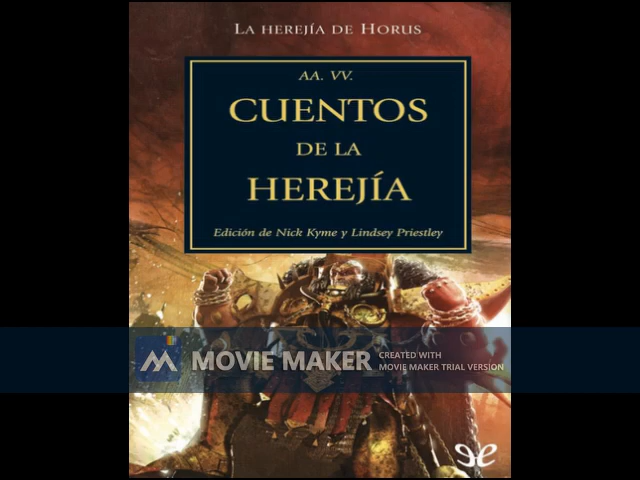 LA HEREJÍA DE HORUS
AA. VV.
CUENTOS
DE LA
HEREJÍA
Edición de Nick Kyme y Lindsey Priestley
MOVIE MAKER
CREATED WITH
MOVIE MAKER TRIAL VERSION